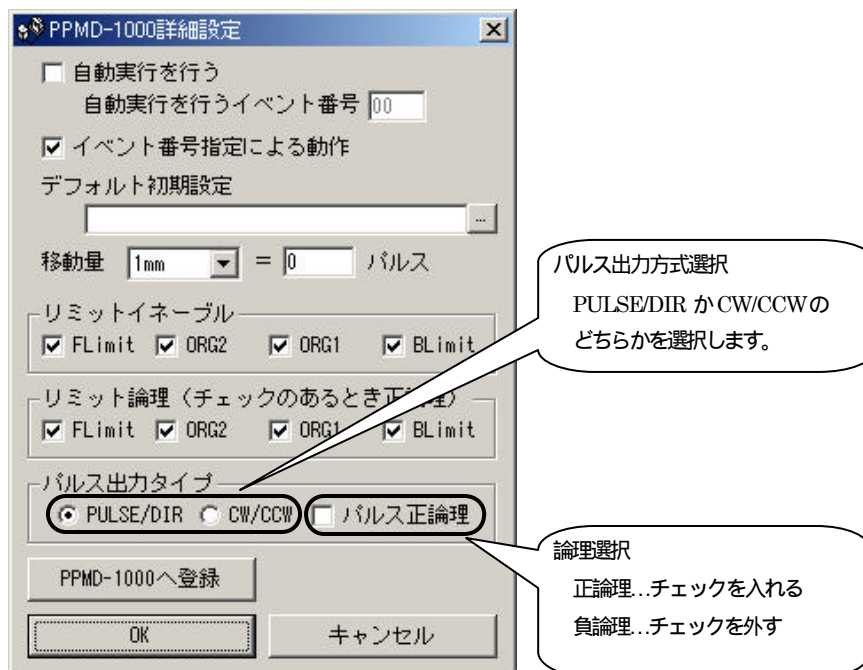 PPMD-1000詳細設定
自動実行を行う
自動実行を行うイベント番号 00
イベント番号指定による動作
デフォルト初期設定
...
移動量 1mm = 0 パルス
リミットイネーブル
FLimit ORG2 ORG1 BLimit
リミット論理（チェックのあるとき正論理）
FLimit ORG2 ORG1 BLimit
パルス出力タイプ
PULSE/DIR CW/CCW パルス正論理
PPMD-1000へ登録
OK キャンセル
パルス出力方式選択
PULSE/DIR か CW/CCWの
どちらかを選択します。
論理選択
正論理…チェックを入れる
負論理…チェックを外す